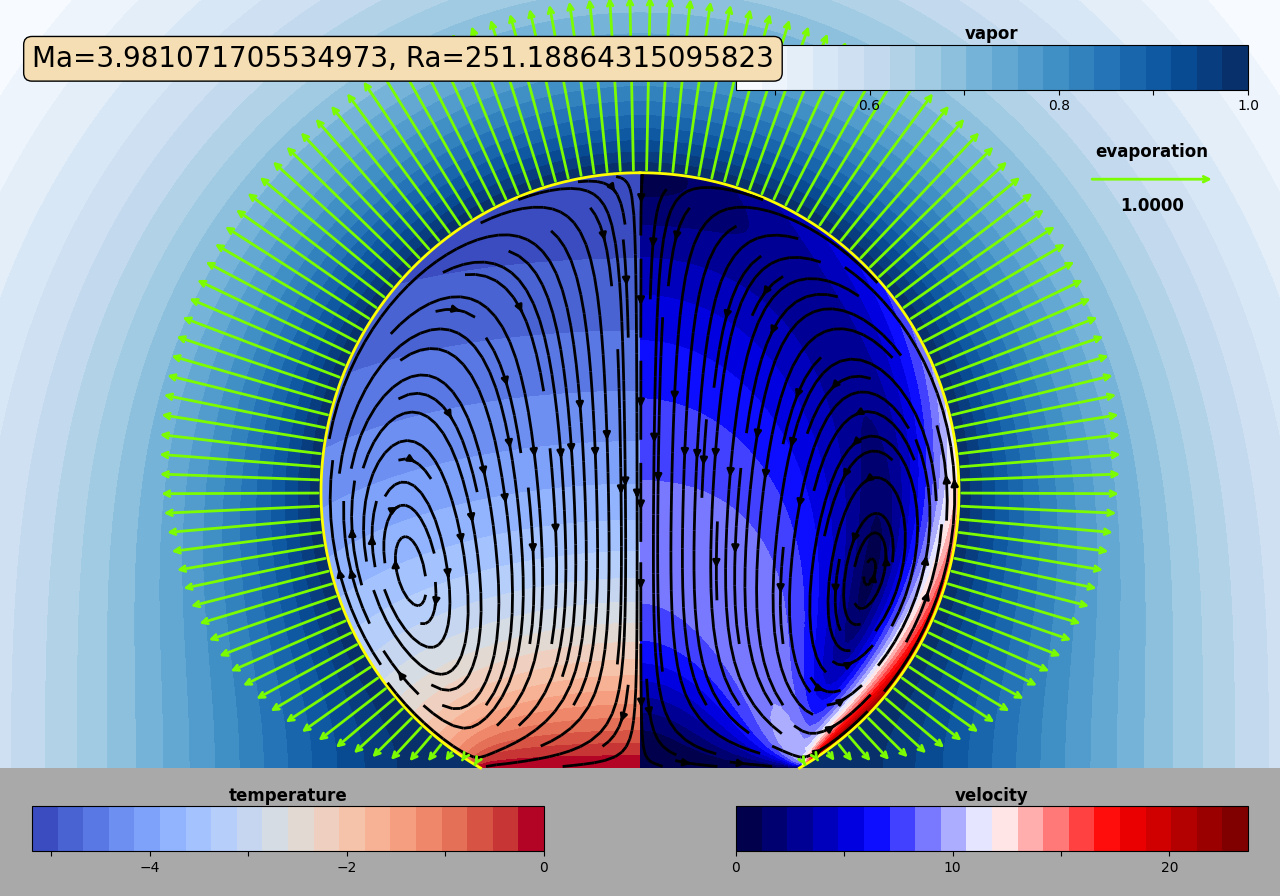 vapor
Ma=3.981071705534973, Ra=251.18864315095823
0.6 0.8 1.0
evaporation
1.0000
temperature velocity
−4 −2 0 0 10 20